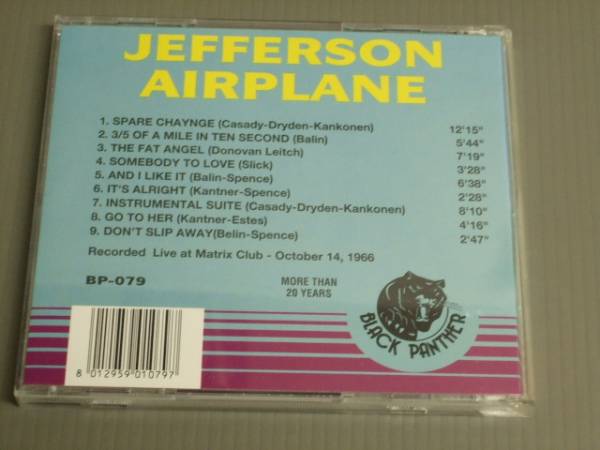 JEFFERSON
AIRPLANE
1. SPARE CHAYNGE (Casady-Dryden-Kankonen) 12'15"
2. 3/5 OF A MILE IN TEN SECOND (Balin) 5'44"
3. THE FAT ANGEL (Donovan Leitch) 7'19"
4. SOMEBODY TO LOVE (Slick) 3'28"
5. AND I LIKE IT (Balin-Spence) 6'38"
6. IT'S ALRIGHT (Kantner-Spence) 2'28"
7. INSTRUMENTAL SUITE (Casady-Dryden-Kankonen) 8'10"
8. GO TO HER (Kantner-Estes) 4'16"
9. DON'T SLIP AWAY(Belin-Spence) 2'47"
Recorded Live at Matrix Club - October 14, 1966
BP-079
MORE THAN
20 YEARS
BLACK PANTHER
8 012959 010797